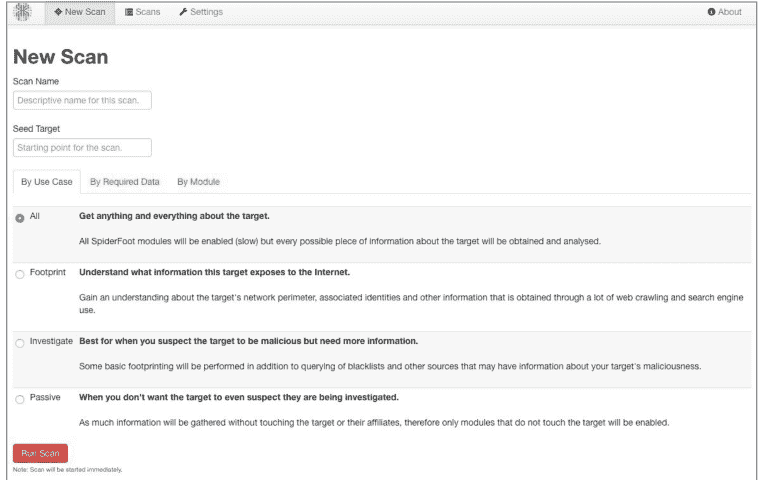 New Scan Scans Settings About
New Scan
Scan Name
Descriptive name for this scan.
Seed Target
Starting point for the scan.
By Use Case By Required Data By Module
All Get anything and everything about the target.
All SpiderFoot modules will be enabled (slow) but every possible piece of information about the target will be obtained and analysed.
Footprint Understand what information this target exposes to the Internet.
Gain an understanding about the target's network perimeter, associated identities and other information that is obtained through a lot of web crawling and search engine
use.
Investigate Best for when you suspect the target to be malicious but need more information.
Some basic footprinting will be performed in addition to querying of blacklists and other sources that may have information about your target's maliciousness.
Passive When you don't want the target to even suspect they are being investigated.
As much information will be gathered without touching the target or their affiliates, therefore only modules that do not touch the target will be enabled.
Run Scan
Note: Scan will be started immediately.